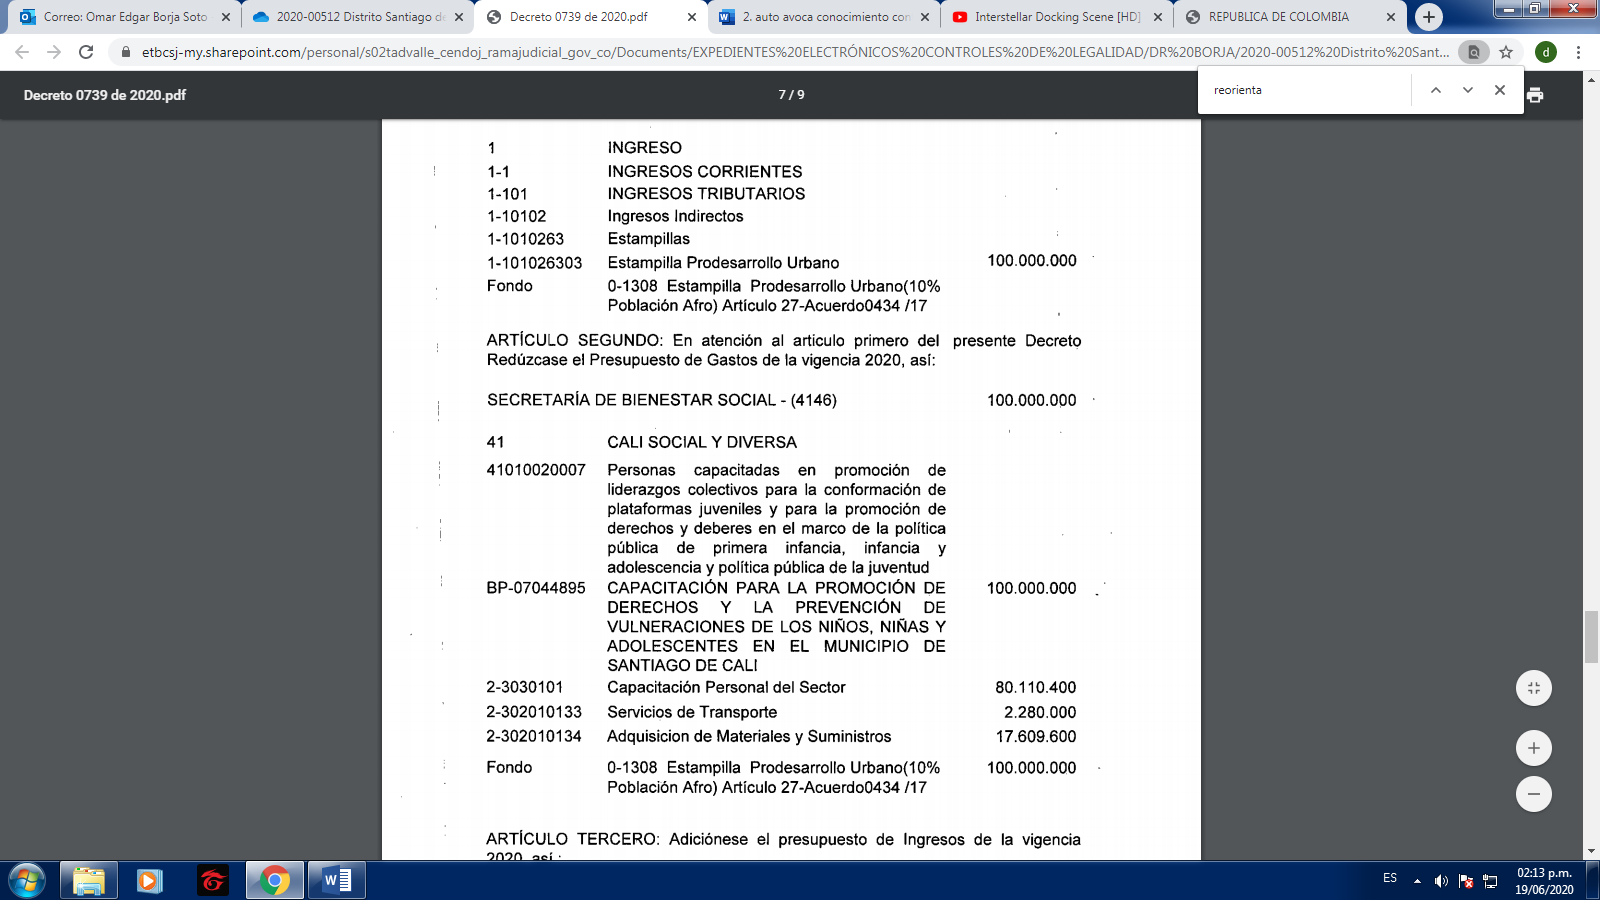 Correo: Omar Edgar Borja Soto
2020-00512 Distrito Santiago de
Decreto 0739 de 2020.pdf
2. auto avoca conocimiento con
Interstellar Docking Scene [HD]
REPUBLICA DE COLOMBIA
etbcsj-my.sharepoint.com/personal/s02tadvalle_cendoj_ramajudicial_gov_co/Documents/EXPEDIENTES%20ELECTRÓNICOS%20CONTROLES%20DE%20LEGALIDAD/DR%20BORJA/2020-00512%20Distrito%20Sant...
d
Decreto 0739 de 2020.pdf
7 / 9
reorienta
1 INGRESO
1-1 INGRESOS CORRIENTES
1-101 INGRESOS TRIBUTARIOS
1-10102 Ingresos Indirectos
1-1010263 Estampillas
1-101026303 Estampilla Prodesarrollo Urbano 100.000.000
Fondo 0-1308 Estampilla Prodesarrollo Urbano(10%
Población Afro) Artículo 27-Acuerdo0434 /17
ARTÍCULO SEGUNDO: En atención al articulo primero del presente Decreto
Redúzcase el Presupuesto de Gastos de la vigencia 2020, así:
SECRETARÍA DE BIENESTAR SOCIAL - (4146) 100.000.000
41 CALI SOCIAL Y DIVERSA
41010020007 Personas capacitadas en promoción de
liderazgos colectivos para la conformación de
plataformas juveniles y para la promoción de
derechos y deberes en el marco de la política
pública de primera infancia, infancia y
adolescencia y política pública de la juventud
BP-07044895 CAPACITACIÓN PARA LA PROMOCIÓN DE 100.000.000
DERECHOS Y LA PREVENCIÓN DE
VULNERACIONES DE LOS NIÑOS, NIÑAS Y
ADOLESCENTES EN EL MUNICIPIO DE
SANTIAGO DE CALI
2-3030101 Capacitación Personal del Sector 80.110.400
2-302010133 Servicios de Transporte 2.280.000
2-302010134 Adquisicion de Materiales y Suministros 17.609.600
Fondo 0-1308 Estampilla Prodesarrollo Urbano(10% 100.000.000
Población Afro) Artículo 27-Acuerdo0434 /17
ARTÍCULO TERCERO: Adiciónese el presupuesto de Ingresos de la vigencia
2020, así :
ES
02:13 p.m.
19/06/2020